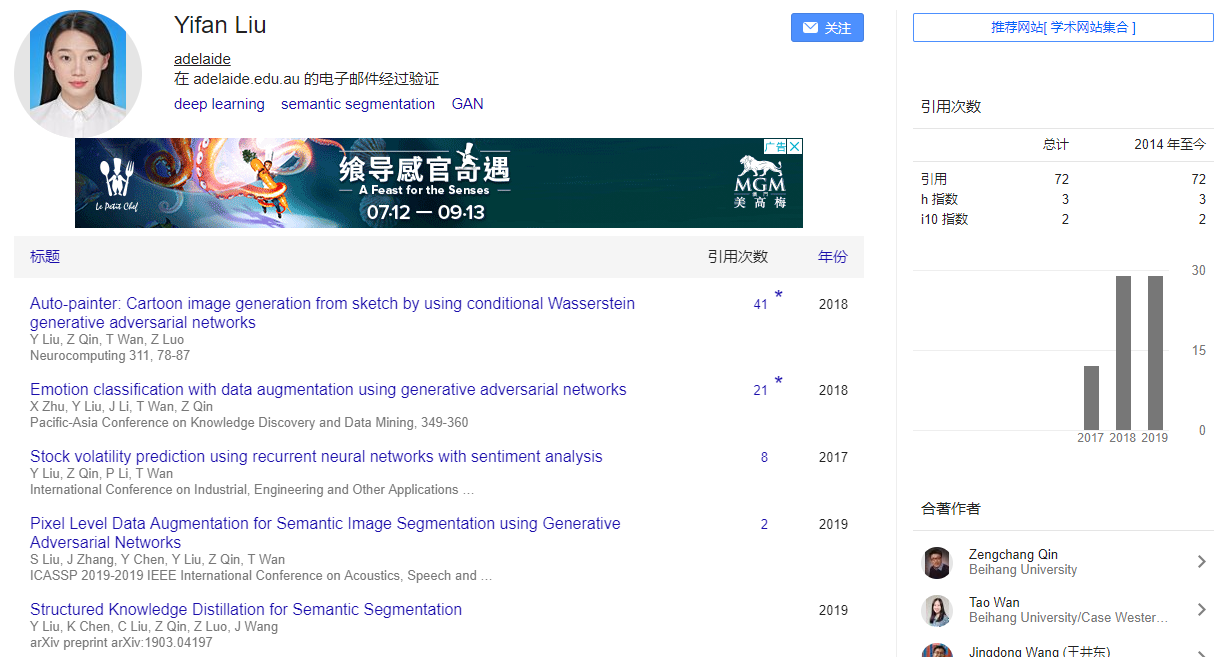 Yifan Liu
关注
adelaide
在 adelaide.edu.au 的电子邮件经过验证
deep learning semantic segmentation GAN
Le Petit Chef
飨导感官奇遇
A Feast for the Senses
07.12 — 09.13
广告
MGM
澳门
美高梅
标题 引用次数 年份
Auto-painter: Cartoon image generation from sketch by using conditional Wasserstein 41 * 2018
generative adversarial networks
Y Liu, Z Qin, T Wan, Z Luo
Neurocomputing 311, 78-87
Emotion classification with data augmentation using generative adversarial networks 21 * 2018
X Zhu, Y Liu, J Li, T Wan, Z Qin
Pacific-Asia Conference on Knowledge Discovery and Data Mining, 349-360
Stock volatility prediction using recurrent neural networks with sentiment analysis 8 2017
Y Liu, Z Qin, P Li, T Wan
International Conference on Industrial, Engineering and Other Applications …
Pixel Level Data Augmentation for Semantic Image Segmentation using Generative 2 2019
Adversarial Networks
S Liu, J Zhang, Y Chen, Y Liu, Z Qin, T Wan
ICASSP 2019-2019 IEEE International Conference on Acoustics, Speech and …
Structured Knowledge Distillation for Semantic Segmentation 2019
Y Liu, K Chen, C Liu, Z Qin, Z Luo, J Wang
arXiv preprint arXiv:1903.04197
推荐网站[ 学术网站集合 ]
引用次数
总计 2014 年至今
引用 72 72
h 指数 3 3
i10 指数 2 2
30
15
0
2017 2018 2019
合著作者
Zengchang Qin
Beihang University
Tao Wan
Beihang University/Case Wester…
Jingdong Wang (王井东)